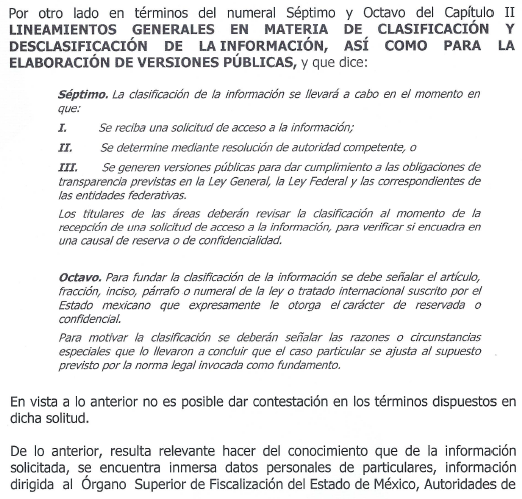 Por otro lado en términos del numeral Séptimo y Octavo del Capítulo II
LINEAMIENTOS GENERALES EN MATERIA DE CLASIFICACIÓN Y
DESCLASIFICACIÓN DE LA INFORMACIÓN, ASÍ COMO PARA LA
ELABORACIÓN DE VERSIONES PÚBLICAS, y que dice:
Séptimo. La clasificación de la información se llevará a cabo en el momento en
que:
I. Se reciba una solicitud de acceso a la información;
II. Se determine mediante resolución de autoridad competente, o
III. Se generen versiones públicas para dar cumplimiento a las obligaciones de
transparencia previstas en la Ley General, la Ley Federal y las correspondientes de
las entidades federativas.
Los titulares de las áreas deberán revisar la clasificación al momento de la
recepción de una solicitud de acceso a la información, para verificar si encuadra en
una causal de reserva o de confidencialidad.
Octavo. Para fundar la clasificación de la información se debe señalar el artículo,
fracción, inciso, párrafo o numeral de la ley o tratado internacional suscrito por el
Estado mexicano que expresamente le otorga el carácter de reservada o
confidencial.
Para motivar la clasificación se deberán señalar las razones o circunstancias
especiales que lo llevaron a concluir que el caso particular se ajusta al supuesto
previsto por la norma legal invocada como fundamento.
En vista a lo anterior no es posible dar contestación en los términos dispuestos en
dicha solitud.
De lo anterior, resulta relevante hacer del conocimiento que de la información
solicitada, se encuentra inmersa datos personales de particulares, información
dirigida al Órgano Superior de Fiscalización del Estado de México, Autoridades de